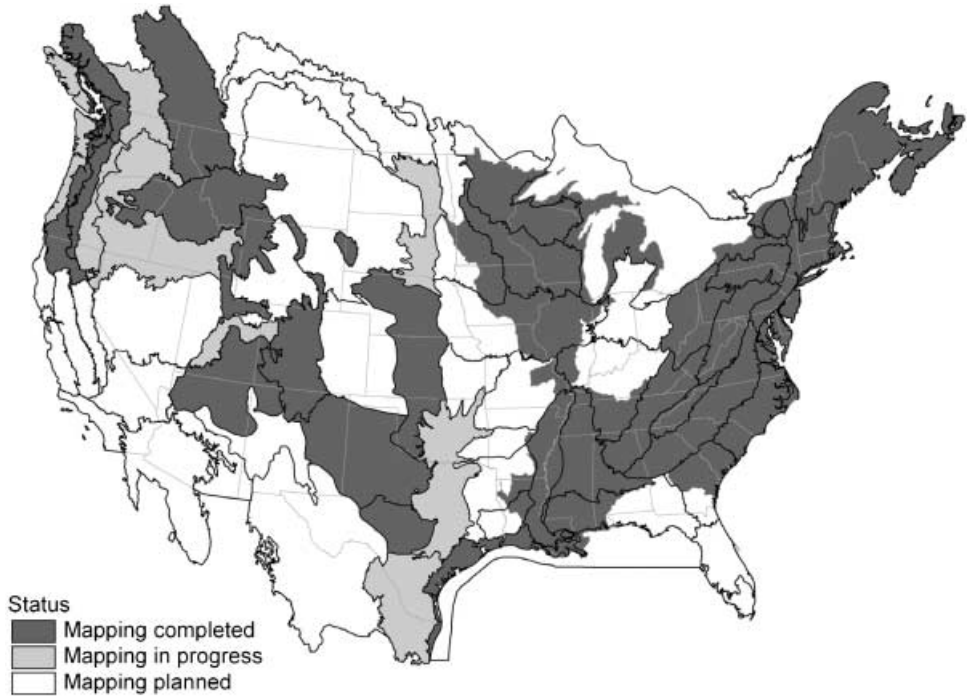 Status
Mapping completed
Mapping in progress
Mapping planned